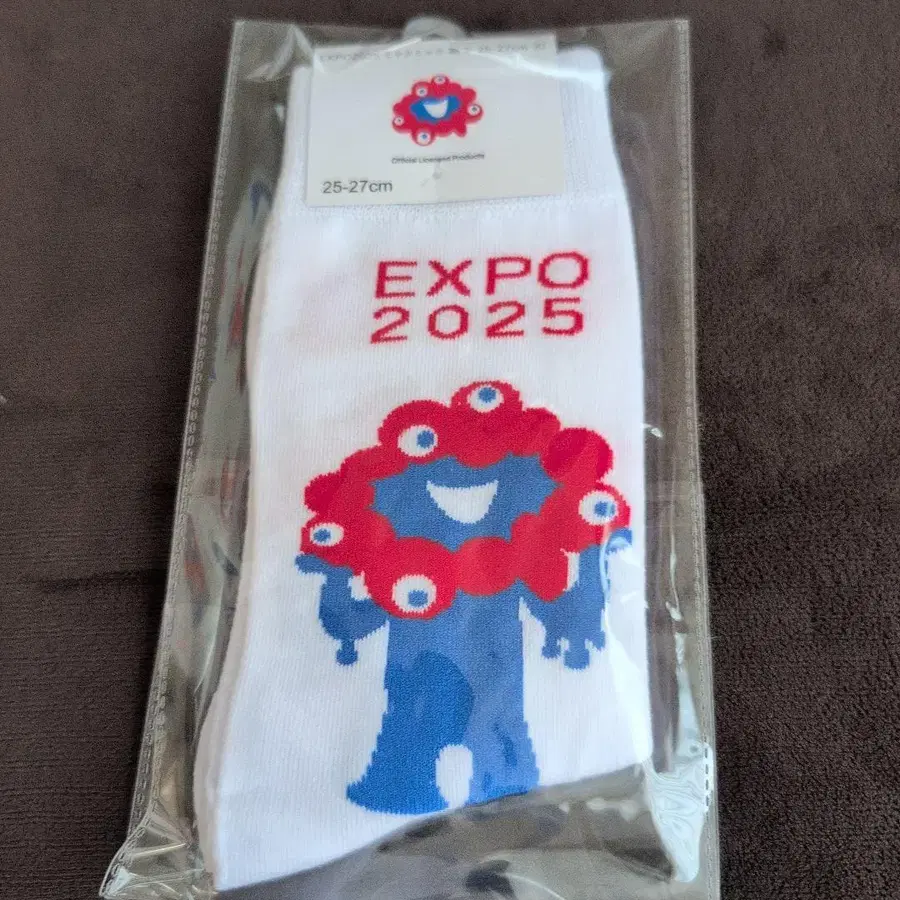 Official Licensed Products
25-27cm
EXPO
2025